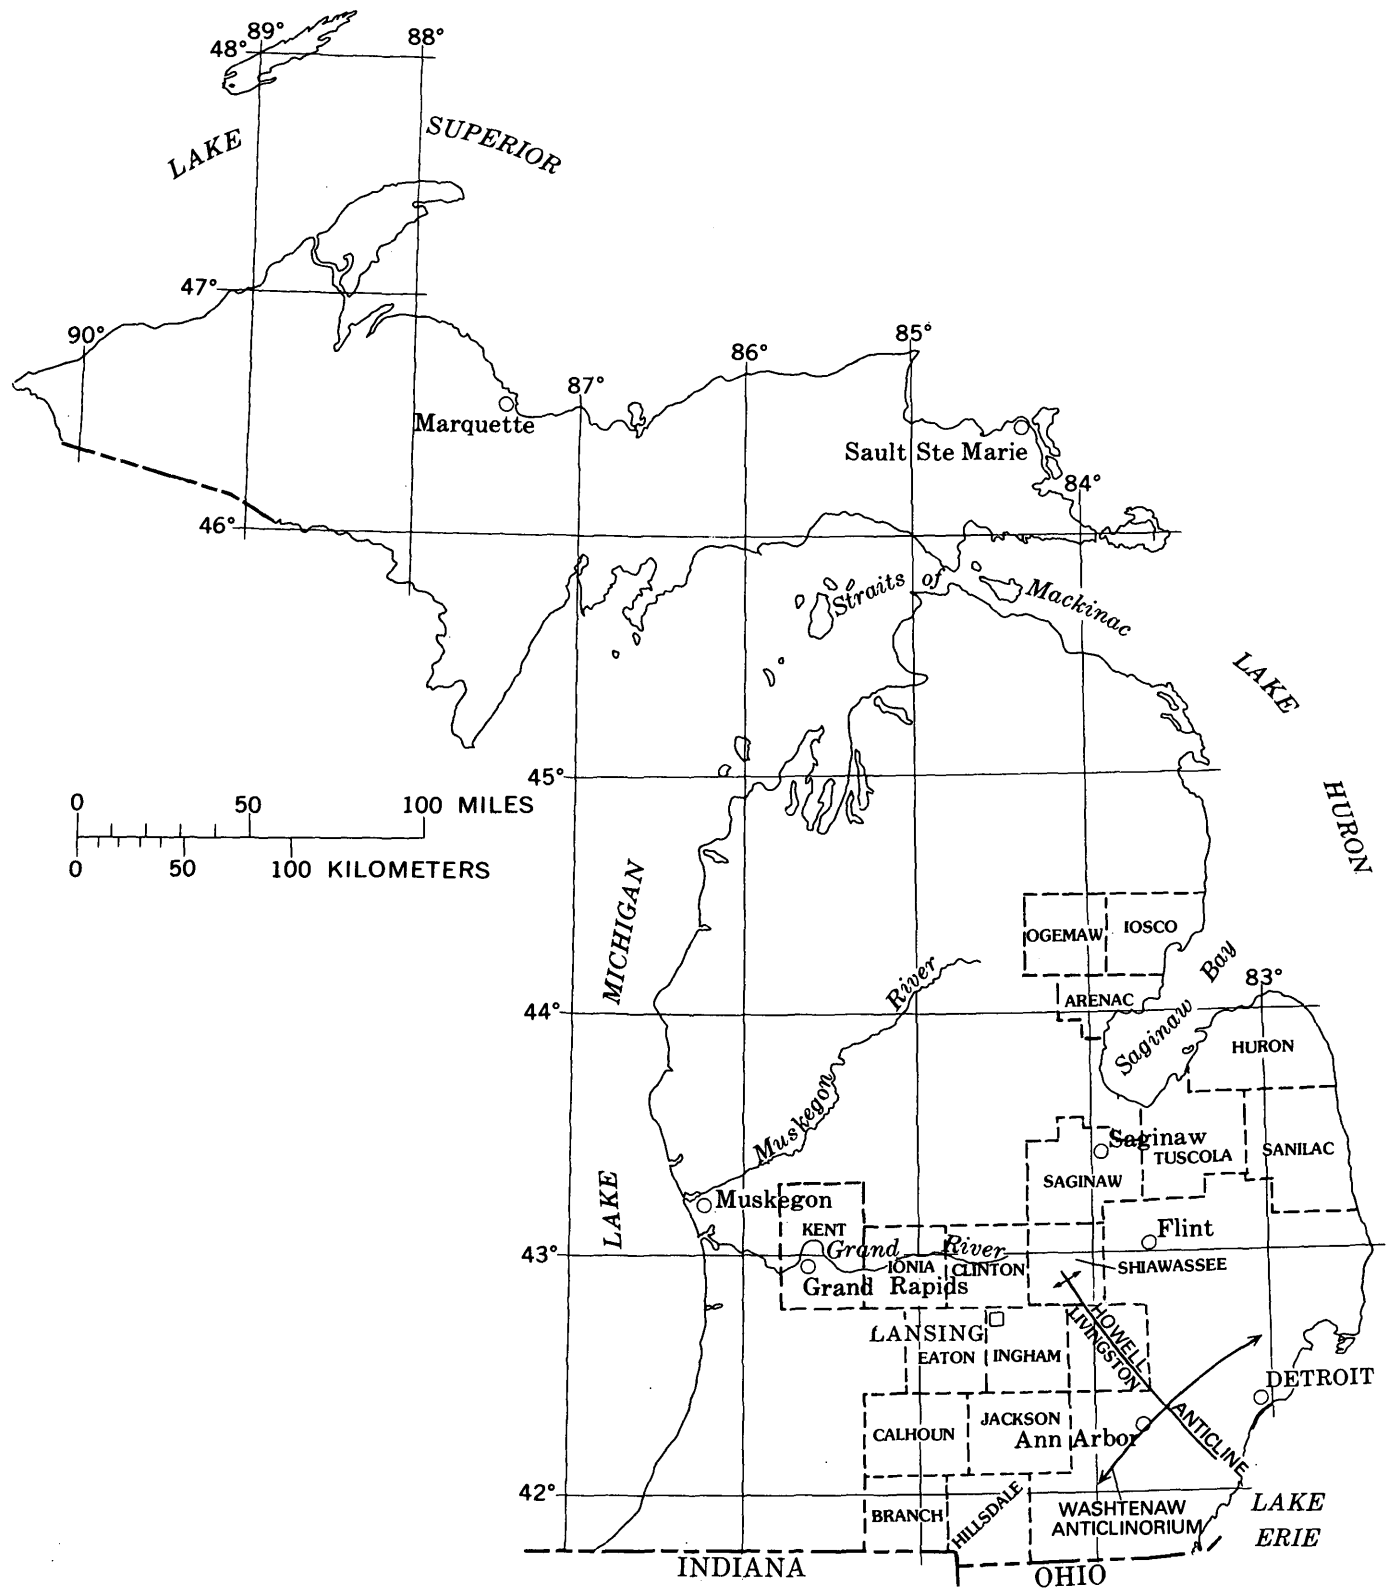 89°
48°
88°
LAKE SUPERIOR
47°
90°
85°
86°
87°
Marquette
Sault Ste Marie
84°
46°
Straits of Mackinac
LAKE HURON
45°
0 50 100 MILES
0 50 100 KILOMETERS
LAKE MICHIGAN
OGEMAW
IOSCO
Muskegon River
ARENAC
Saginaw Bay
83°
44°
HURON
Saginaw
TUSCOLA
SANILAC
SAGINAW
Muskegon
KENT
Flint
43°
Grand River
IONIA
CLINTON
SHIAWASSEE
Grand Rapids
LANSING
EATON
INGHAM
HOWELL ANTICLINE
LIVINGSTON
DETROIT
CALHOUN
JACKSON
Ann Arbor
42°
BRANCH
HILLSDALE
WASHTENAW
ANTICLINORIUM
LAKE
ERIE
INDIANA
OHIO